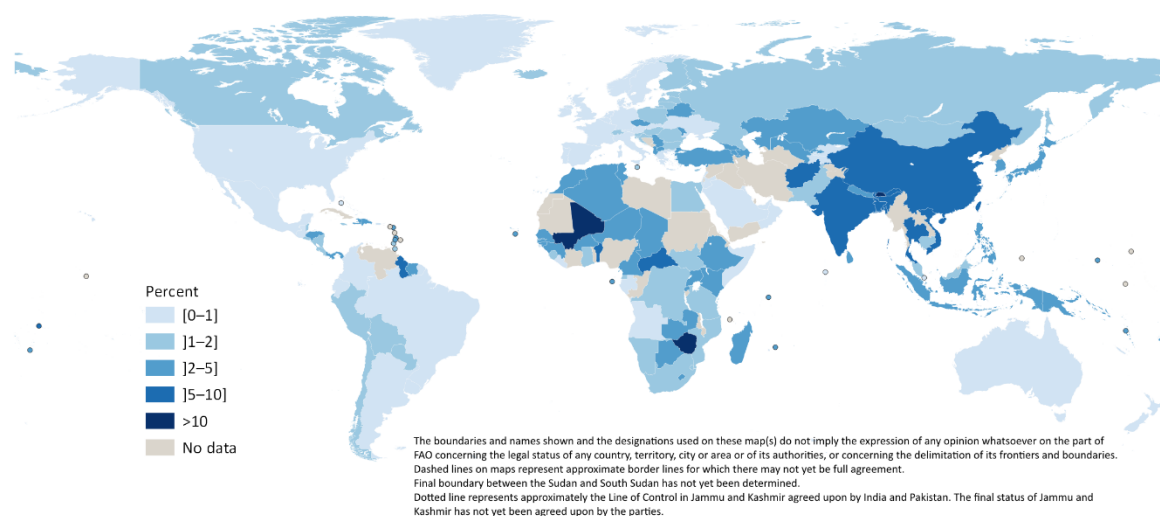 Percent
[0–1]
]1–2]
]2–5]
]5–10]
>10
No data
The boundaries and names shown and the designations used on these map(s) do not imply the expression of any opinion whatsoever on the part of
FAO concerning the legal status of any country, territory, city or area or of its authorities, or concerning the delimitation of its frontiers and boundaries.
Dashed lines on maps represent approximate border lines for which there may not yet be full agreement.
Final boundary between the Sudan and South Sudan has not yet been determined.
Dotted line represents approximately the Line of Control in Jammu and Kashmir agreed upon by India and Pakistan. The final status of Jammu and
Kashmir has not yet been agreed upon by the parties.